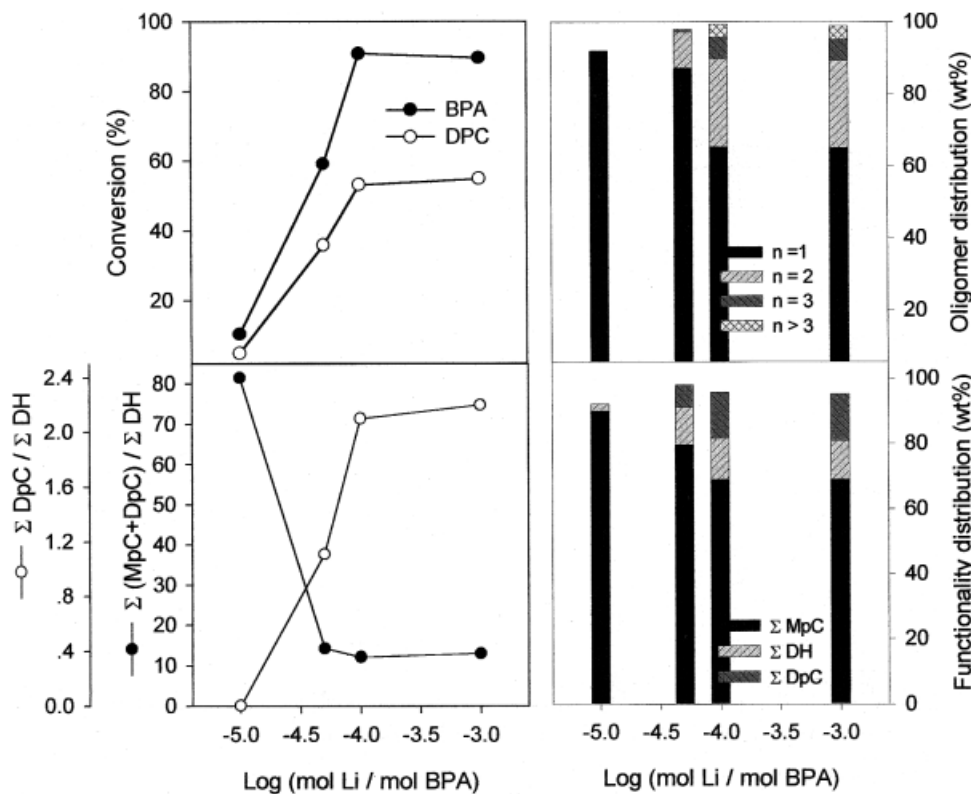 100
80
60
40
20
Conversion (%)
BPA
DPC
100
80
60
40
20
Oligomer distribution (wt%)
n =1
n = 2
n = 3
n > 3
2.4
2.0
1.6
1.2
.8
.4
0.0
Σ DpC / Σ DH
80
70
60
50
40
30
20
10
0
Σ (MpC+DpC) / Σ DH
-5.0 -4.5 -4.0 -3.5 -3.0
Log (mol Li / mol BPA)
100
80
60
40
20
0
Functionality distribution (wt%)
Σ MpC
Σ DH
Σ DpC
-5.0 -4.5 -4.0 -3.5 -3.0
Log (mol Li / mol BPA)